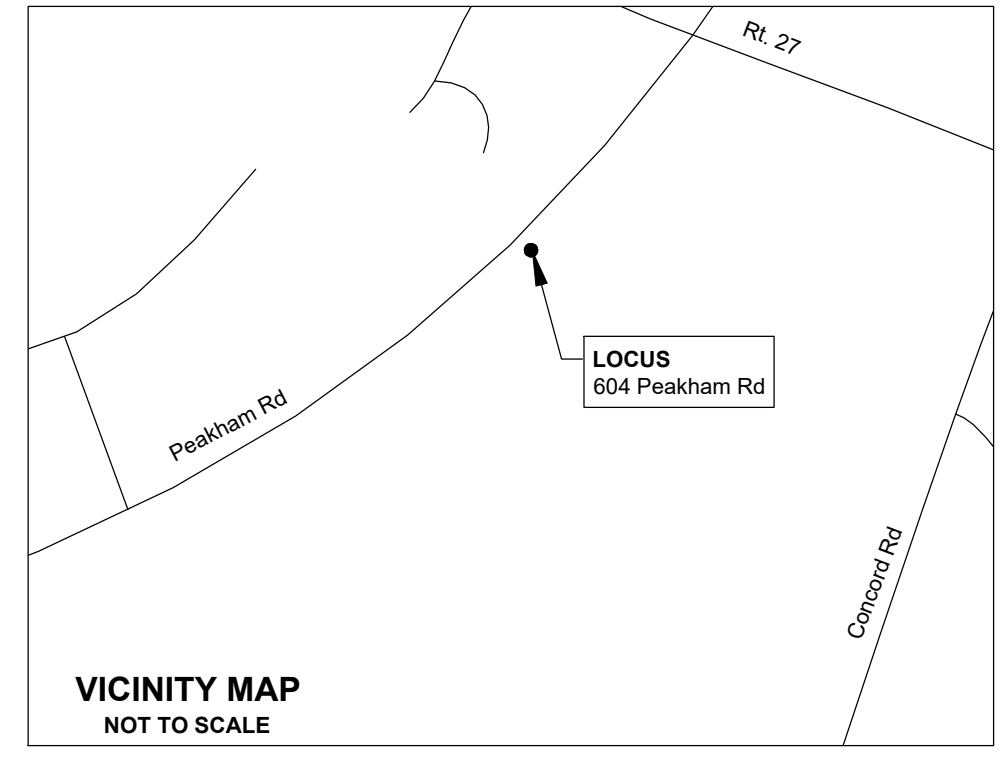 Rt. 27
LOCUS
604 Peakham Rd
Peakham Rd
Concord Rd
VICINITY MAP
NOT TO SCALE